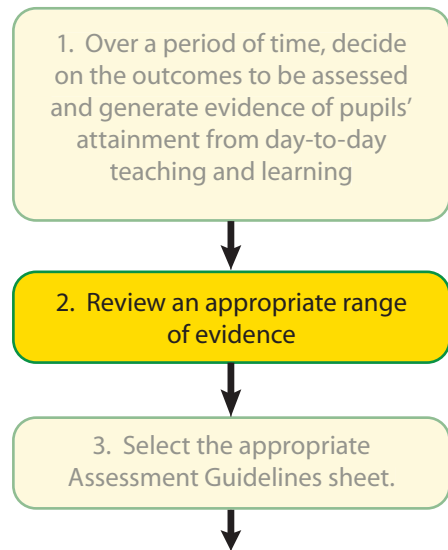 1. Over a period of time, decide
on the outcomes to be assessed
and generate evidence of pupils’
attainment from day-to-day
teaching and learning
2. Review an appropriate range
of evidence
3. Select the appropriate
Assessment Guidelines sheet.